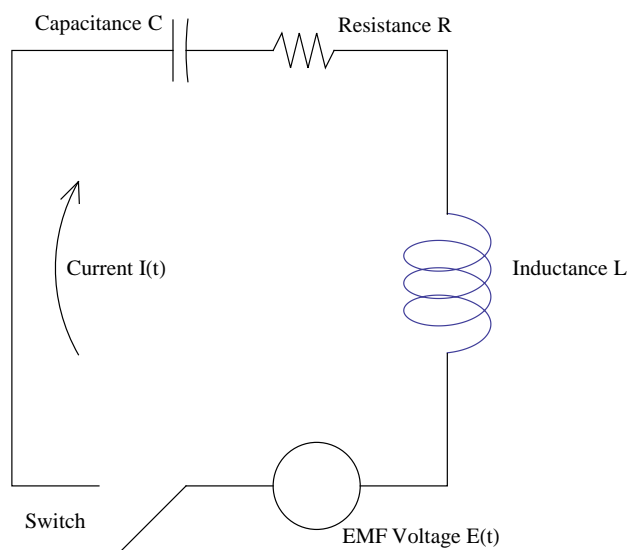 Capacitance C
Resistance R
Current I(t)
Inductance L
Switch
EMF Voltage E(t)